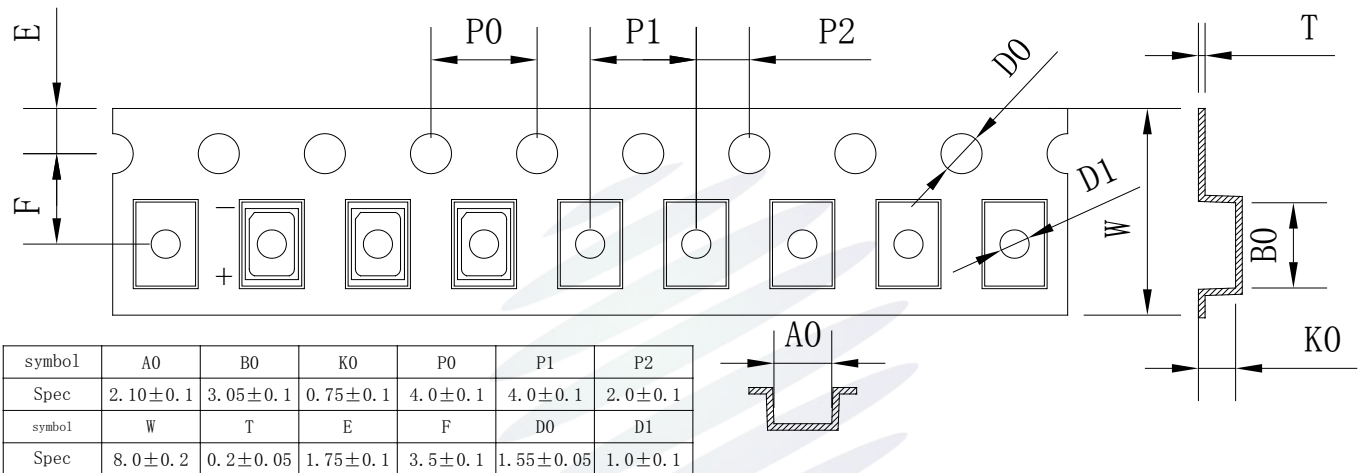 E
P0
P1
P2
D0
T
F
D1
W
B0
−
+
A0
K0
symbol A0 B0 K0 P0 P1 P2
Spec 2.10±0.1 3.05±0.1 0.75±0.1 4.0±0.1 4.0±0.1 2.0±0.1
symbol W T E F D0 D1
Spec 8.0±0.2 0.2±0.05 1.75±0.1 3.5±0.1 1.55±0.05 1.0±0.1